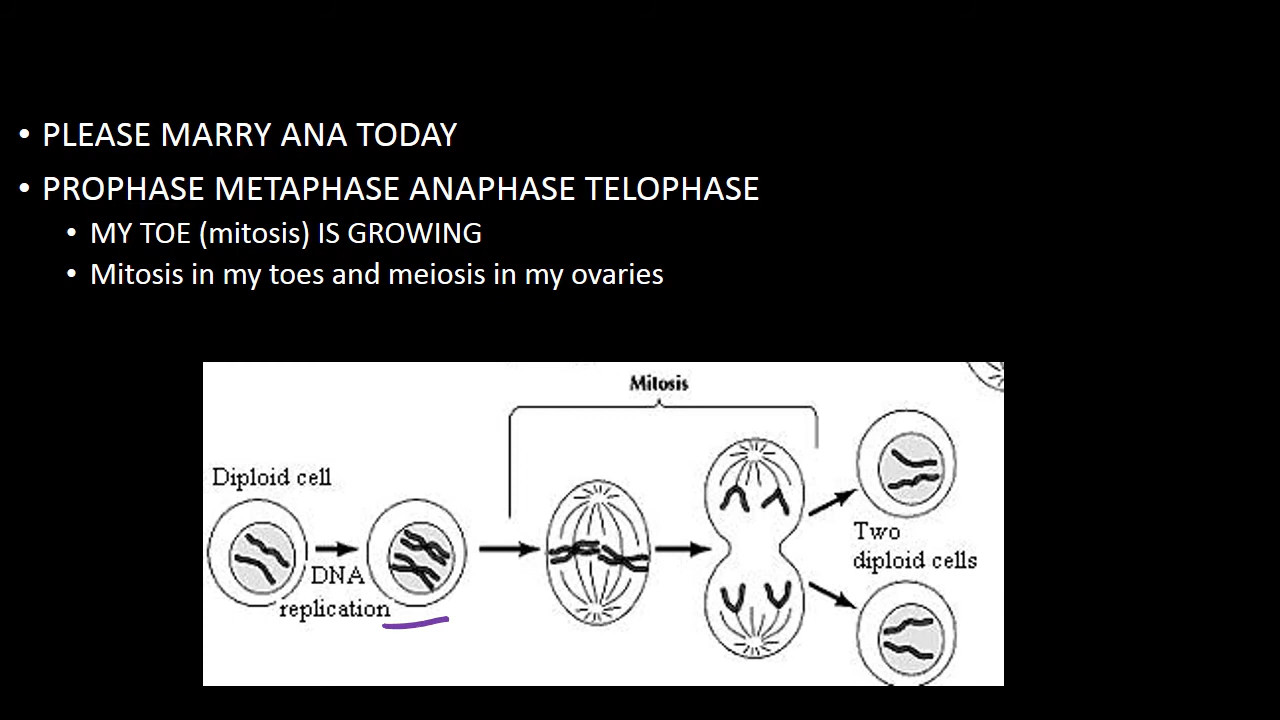 • PLEASE MARRY ANA TODAY
• PROPHASE METAPHASE ANAPHASE TELOPHASE
• MY TOE (mitosis) IS GROWING
• Mitosis in my toes and meiosis in my ovaries
Mitosis
Diploid cell
DNA
replication
Two
diploid cells